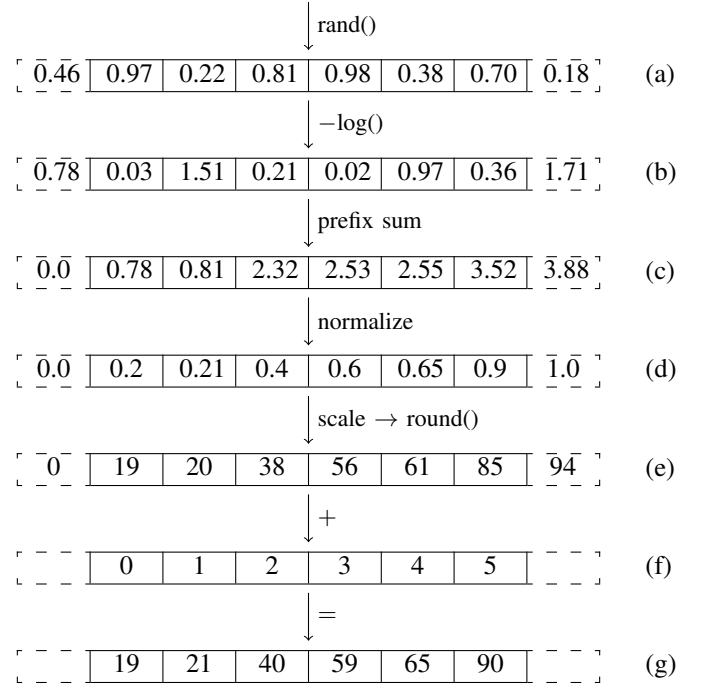 rand()
0.46 0.97 0.22 0.81 0.98 0.38 0.70 0.18 (a)
−log()
0.78 0.03 1.51 0.21 0.02 0.97 0.36 1.71 (b)
prefix sum
0.0 0.78 0.81 2.32 2.53 2.55 3.52 3.88 (c)
normalize
0.0 0.2 0.21 0.4 0.6 0.65 0.9 1.0 (d)
scale → round()
0 19 20 38 56 61 85 94 (e)
+
0 1 2 3 4 5 (f)
=
19 21 40 59 65 90 (g)